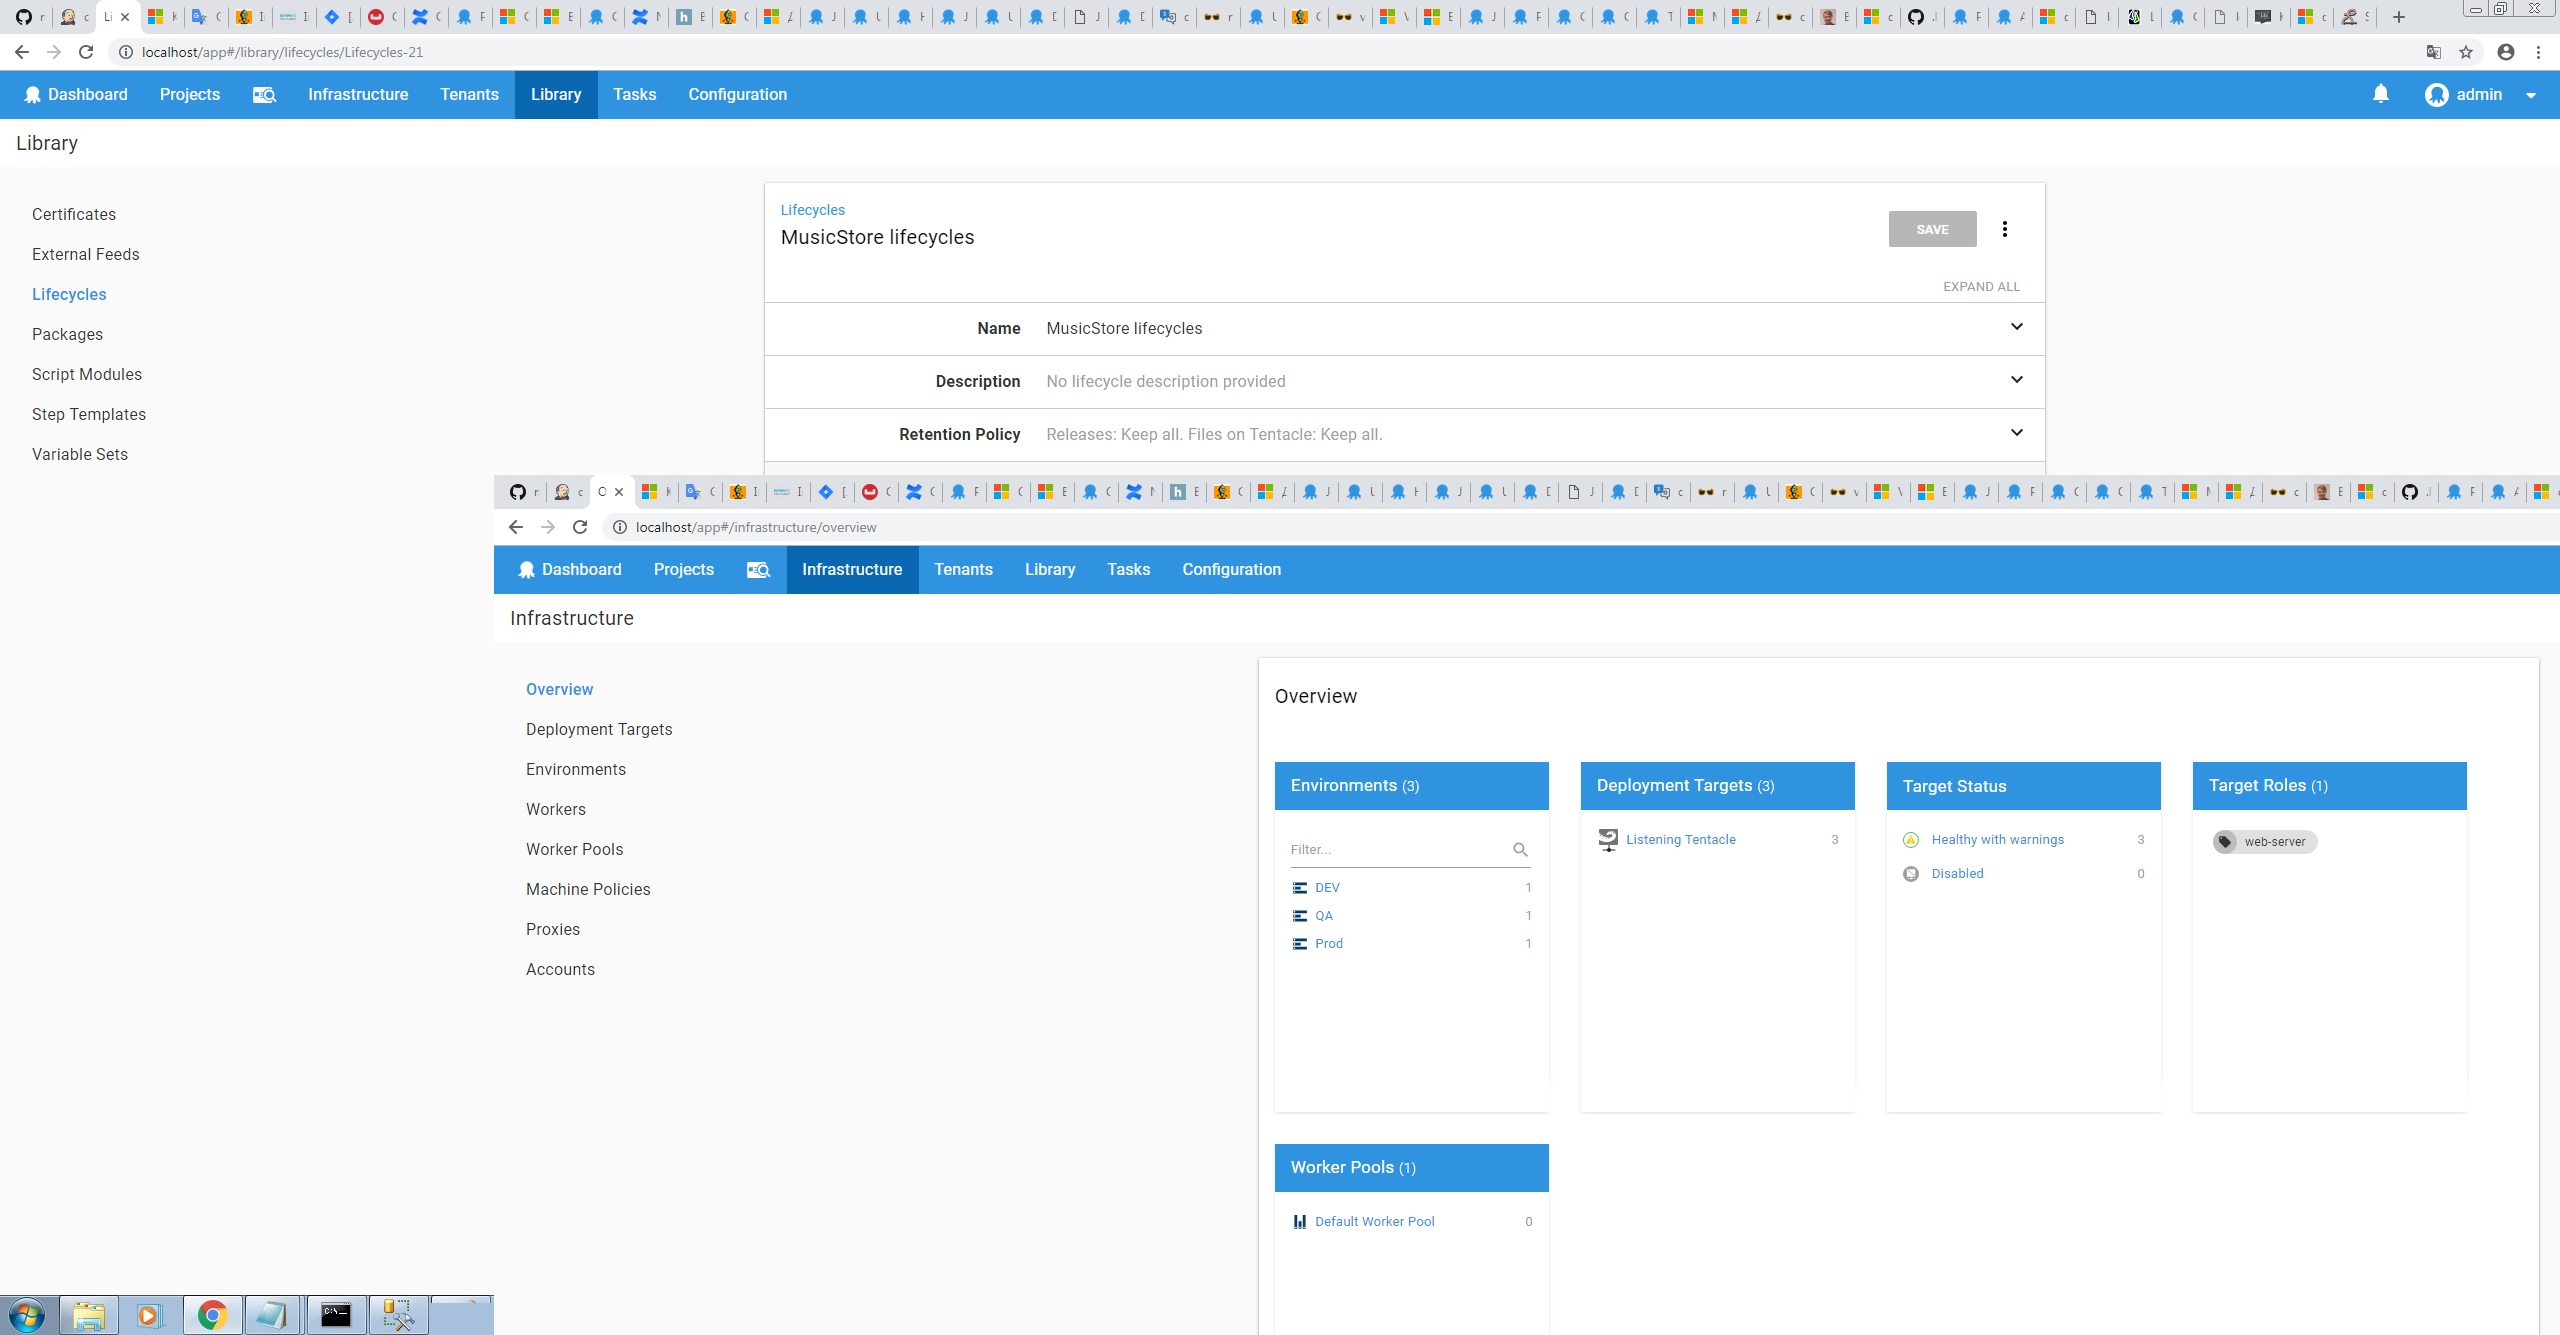 localhost/app#/library/lifecycles/Lifecycles-21
Dashboard Projects Infrastructure Tenants Library Tasks Configuration admin
Library
Certificates
External Feeds
Lifecycles
Packages
Script Modules
Step Templates
Variable Sets
Lifecycles
MusicStore lifecycles
SAVE
EXPAND ALL
Name MusicStore lifecycles
Description No lifecycle description provided
Retention Policy Releases: Keep all. Files on Tentacle: Keep all.
localhost/app#/infrastructure/overview
Dashboard Projects Infrastructure Tenants Library Tasks Configuration
Infrastructure
Overview
Deployment Targets
Environments
Workers
Worker Pools
Machine Policies
Proxies
Accounts
Overview
Environments (3)
Filter...
DEV 1
QA 1
Prod 1
Deployment Targets (3)
Listening Tentacle 3
Target Status
Healthy with warnings 3
Disabled 0
Target Roles (1)
web-server
Worker Pools (1)
Default Worker Pool 0